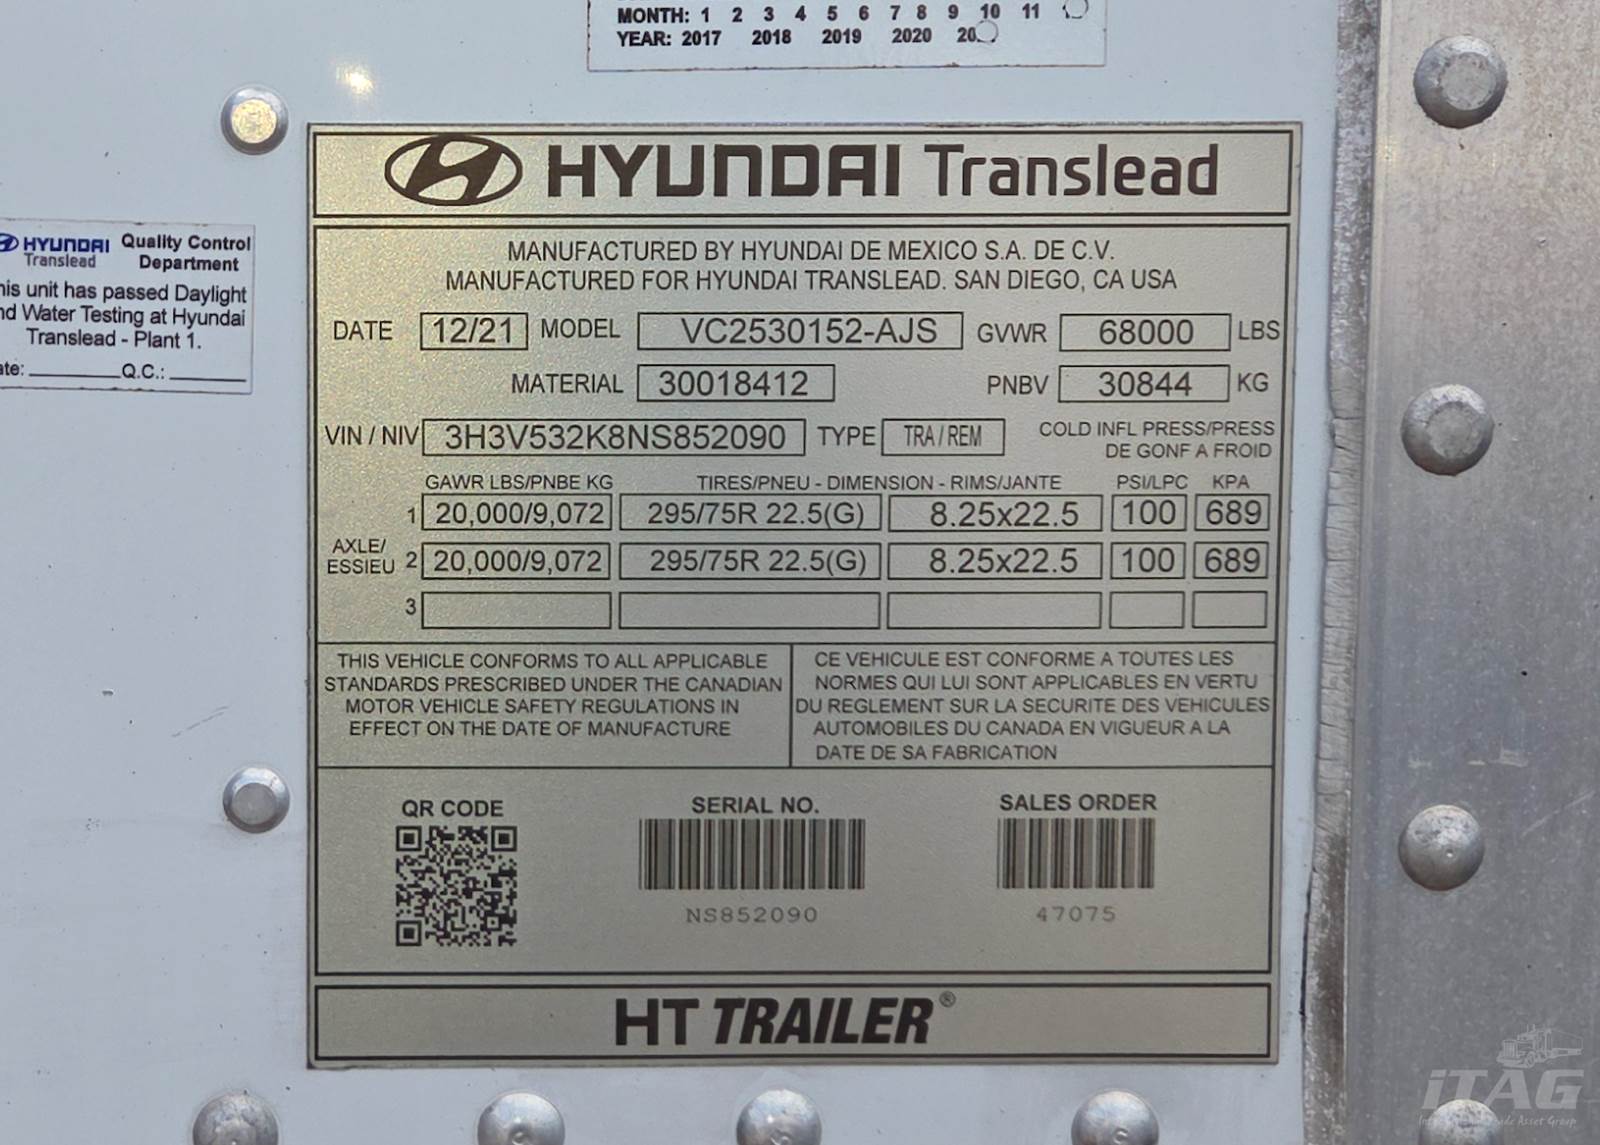 MONTH: 1 2 3 4 5 6 7 8 9 10 11
YEAR: 2017 2018 2019 2020
HYUNDAI Translead
HYUNDAI
Translead
Quality Control
Department
unit has passed Daylight
Water Testing at Hyundai
Translead - Plant 1.
Q.C.:
MANUFACTURED BY HYUNDAI DE MEXICO S.A. DE C.V.
MANUFACTURED FOR HYUNDAI TRANSLEAD. SAN DIEGO, CA USA
DATE 12/21 MODEL VC2530152-AJS GVWR 68000 LBS
MATERIAL 30018412 PNBV 30844 KG
VIN / NIV 3H3V532K8NS852090 TYPE TRA / REM COLD INFL PRESS/PRESS
DE GONF A FROID
GAWR LBS/PNBE KG TIRES/PNEU - DIMENSION - RIMS/JANTE PSI/LPC KPA
1 20,000/9,072 295/75R 22.5(G) 8.25x22.5 100 689
AXLE/
ESSIEU 2 20,000/9,072 295/75R 22.5(G) 8.25x22.5 100 689
3
THIS VEHICLE CONFORMS TO ALL APPLICABLE
STANDARDS PRESCRIBED UNDER THE CANADIAN
MOTOR VEHICLE SAFETY REGULATIONS IN
EFFECT ON THE DATE OF MANUFACTURE
CE VEHICULE EST CONFORME A TOUTES LES
NORMES QUI LUI SONT APPLICABLES EN VERTU
DU REGLEMENT SUR LA SECURITE DES VEHICULES
AUTOMOBILES DU CANADA EN VIGUEUR A LA
DATE DE SA FABRICATION
QR CODE
SERIAL NO.
NS852090
SALES ORDER
47075
HT TRAILER®
iTAG
Asset Group